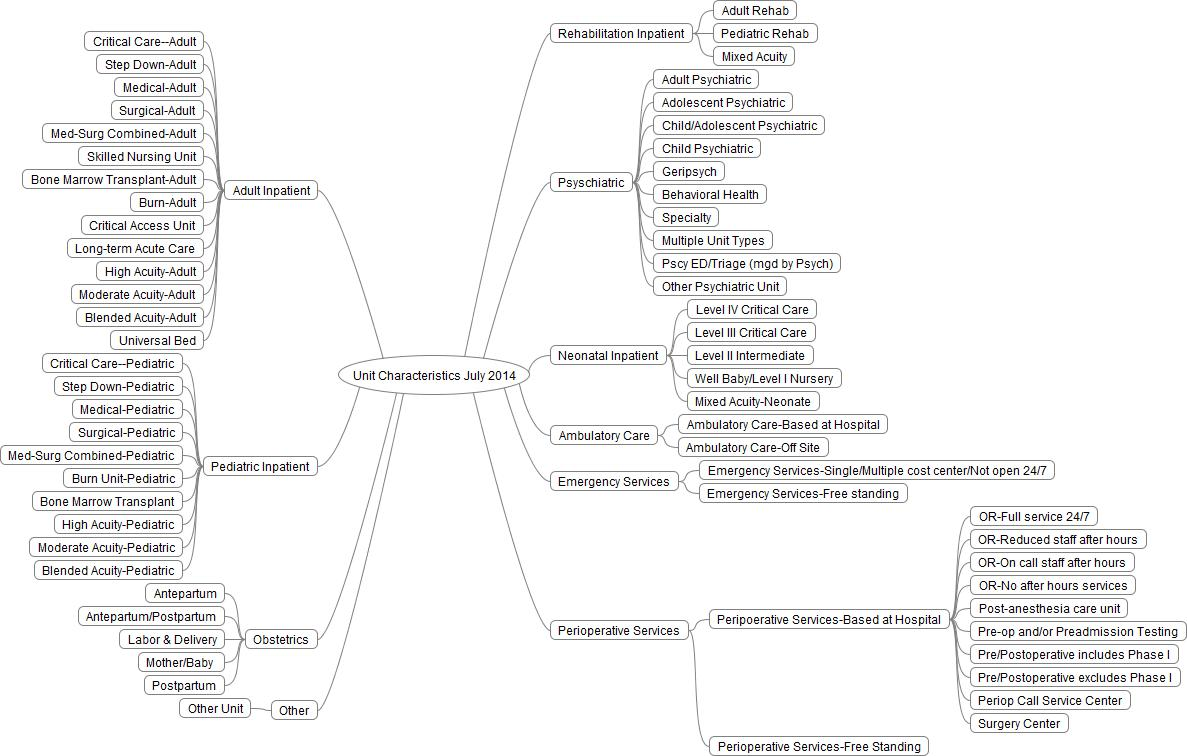 Unit Characteristics July 2014
Adult Inpatient
Critical Care--Adult
Step Down-Adult
Medical-Adult
Surgical-Adult
Med-Surg Combined-Adult
Skilled Nursing Unit
Bone Marrow Transplant-Adult
Burn-Adult
Critical Access Unit
Long-term Acute Care
High Acuity-Adult
Moderate Acuity-Adult
Blended Acuity-Adult
Universal Bed
Pediatric Inpatient
Critical Care--Pediatric
Step Down-Pediatric
Medical-Pediatric
Surgical-Pediatric
Med-Surg Combined-Pediatric
Burn Unit-Pediatric
Bone Marrow Transplant
High Acuity-Pediatric
Moderate Acuity-Pediatric
Blended Acuity-Pediatric
Obstetrics
Antepartum
Antepartum/Postpartum
Labor & Delivery
Mother/Baby
Postpartum
Other
Other Unit
Rehabilitation Inpatient
Adult Rehab
Pediatric Rehab
Mixed Acuity
Psyschiatric
Adult Psychiatric
Adolescent Psychiatric
Child/Adolescent Psychiatric
Child Psychiatric
Geripsych
Behavioral Health
Specialty
Multiple Unit Types
Pscy ED/Triage (mgd by Psych)
Other Psychiatric Unit
Neonatal Inpatient
Level IV Critical Care
Level III Critical Care
Level II Intermediate
Well Baby/Level I Nursery
Mixed Acuity-Neonate
Ambulatory Care
Ambulatory Care-Based at Hospital
Ambulatory Care-Off Site
Emergency Services
Emergency Services-Single/Multiple cost center/Not open 24/7
Emergency Services-Free standing
Perioperative Services
Peripoerative Services-Based at Hospital
OR-Full service 24/7
OR-Reduced staff after hours
OR-On call staff after hours
OR-No after hours services
Post-anesthesia care unit
Pre-op and/or Preadmission Testing
Pre/Postoperative includes Phase I
Pre/Postoperative excludes Phase I
Periop Call Service Center
Surgery Center
Perioperative Services-Free Standing